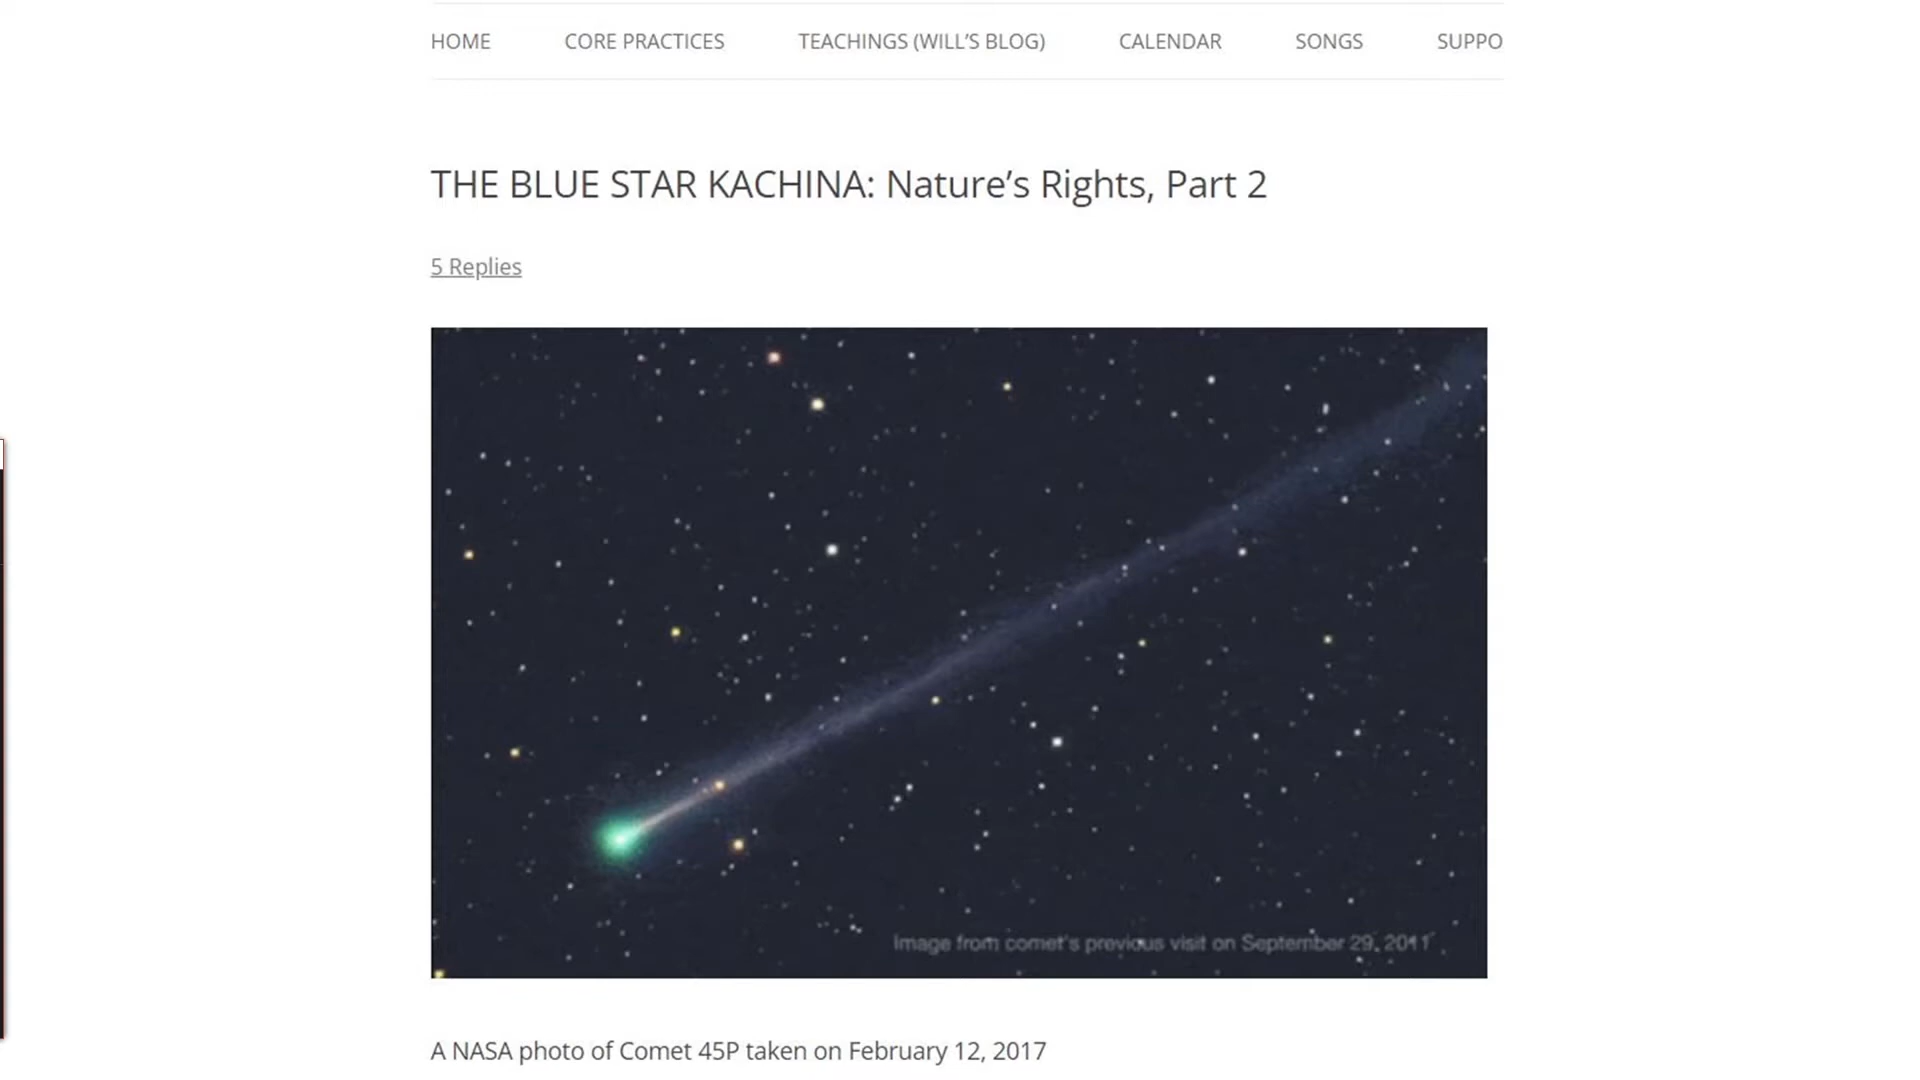 HOME CORE PRACTICES TEACHINGS (WILL’S BLOG) CALENDAR SONGS SUPPO
THE BLUE STAR KACHINA: Nature’s Rights, Part 2
5 Replies
Image from comet's previous visit on September 29, 2011
A NASA photo of Comet 45P taken on February 12, 2017